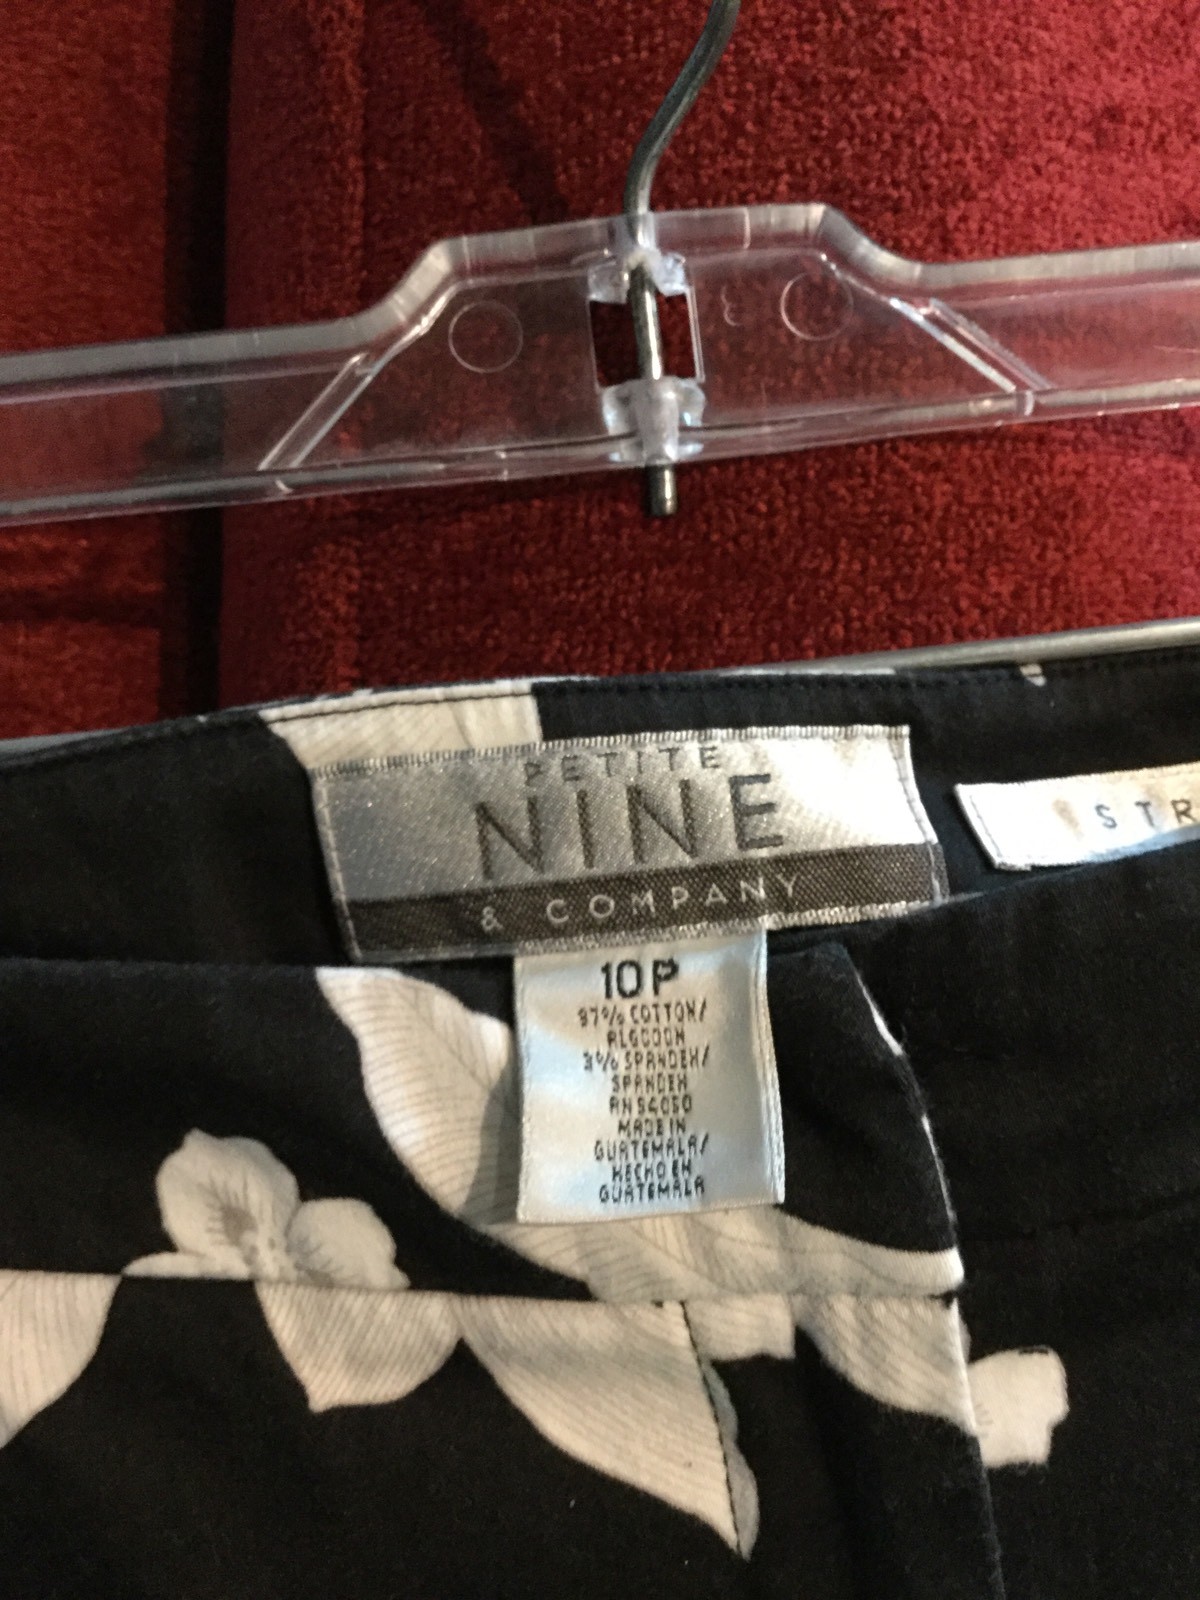 PETITE
NINE
& COMPANY
STR
10P
97% COTTON/
ALGODON
3% SPANDEX/
SPANDEX
RN54050
MADE IN
GUATEMALA/
HECHO EN
GUATEMALA